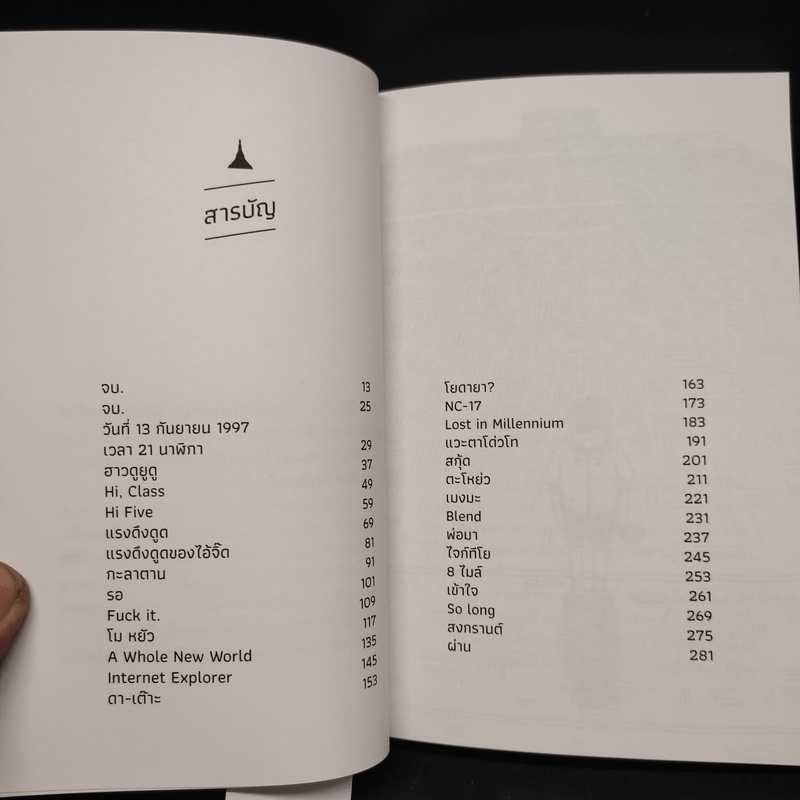 สารบัญ
จบ. 13
จบ. 25
วันที่ 13 กันยายน 1997
เวลา 21 นาฬิกา 29
ฮาวดูยูดู 37
Hi, Class 49
Hi Five 59
แรงดึงดูด 69
แรงดึงดูดของไอ้จิ๊ด 81
กะลาตาน 91
รอ 101
Fuck it. 109
โม หยัว 117
A Whole New World 135
Internet Explorer 145
ดา-เต๊าะ 153
โยดายา? 163
NC-17 173
Lost in Millennium 183
แวะตาโด่วโท 191
สกุ้ด 201
ตะโหย่ว 211
เมงมะ 221
Blend 231
พ่อมา 237
ไจก์ทีโย 245
8 ไมล์ 253
เข้าใจ 261
So long 269
สงกรานต์ 275
ผ่าน 281